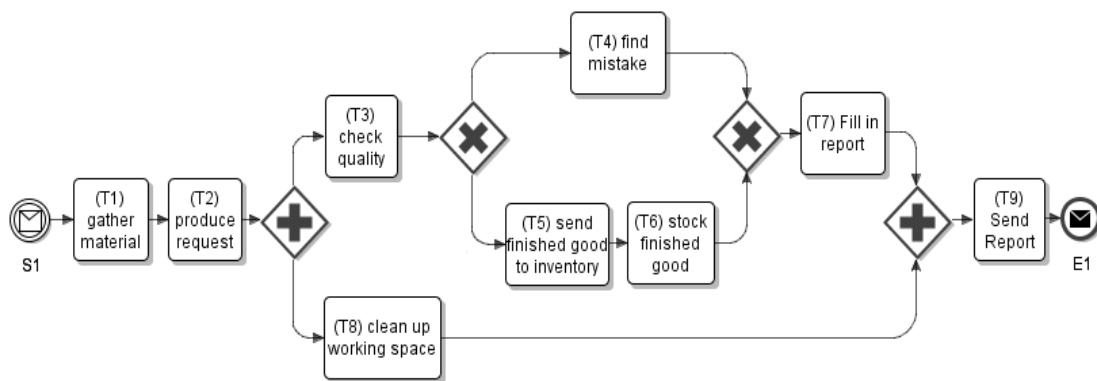 S1
(T1)
gather
material
(T2)
produce
request
(T3)
check
quality
(T4) find
mistake
(T5) send
finished good
to inventory
(T6) stock
finished
good
(T7) Fill in
report
(T8) clean up
working space
(T9)
Send
Report
E1